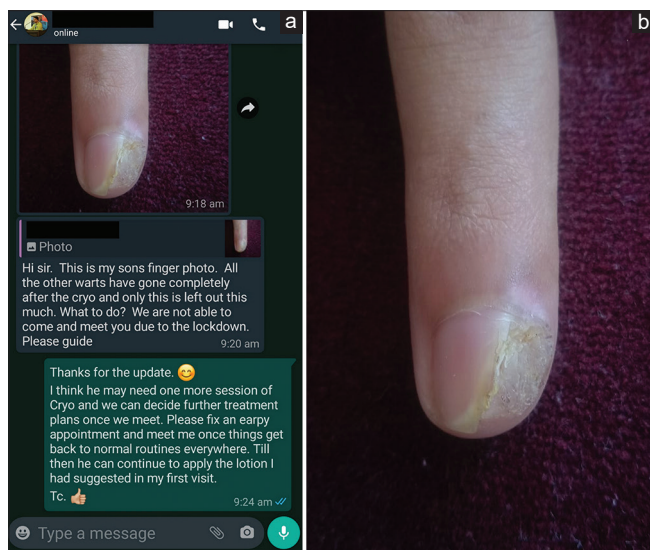 a
online
9:18 am
Photo
Hi sir. This is my sons finger photo. All
the other warts have gone completely
after the cryo and only this is left out this
much. What to do? We are not able to
come and meet you due to the lockdown.
Please guide
9:20 am
Thanks for the update. 😊
I think he may need one more session of
Cryo and we can decide further treatment
plans once we meet. Please fix an earpy
appointment and meet me once things get
back to normal routines everywhere. Till
then he can continue to apply the lotion I
had suggested in my first visit.
Tc. 👍🏼
9:24 am
Type a message
b